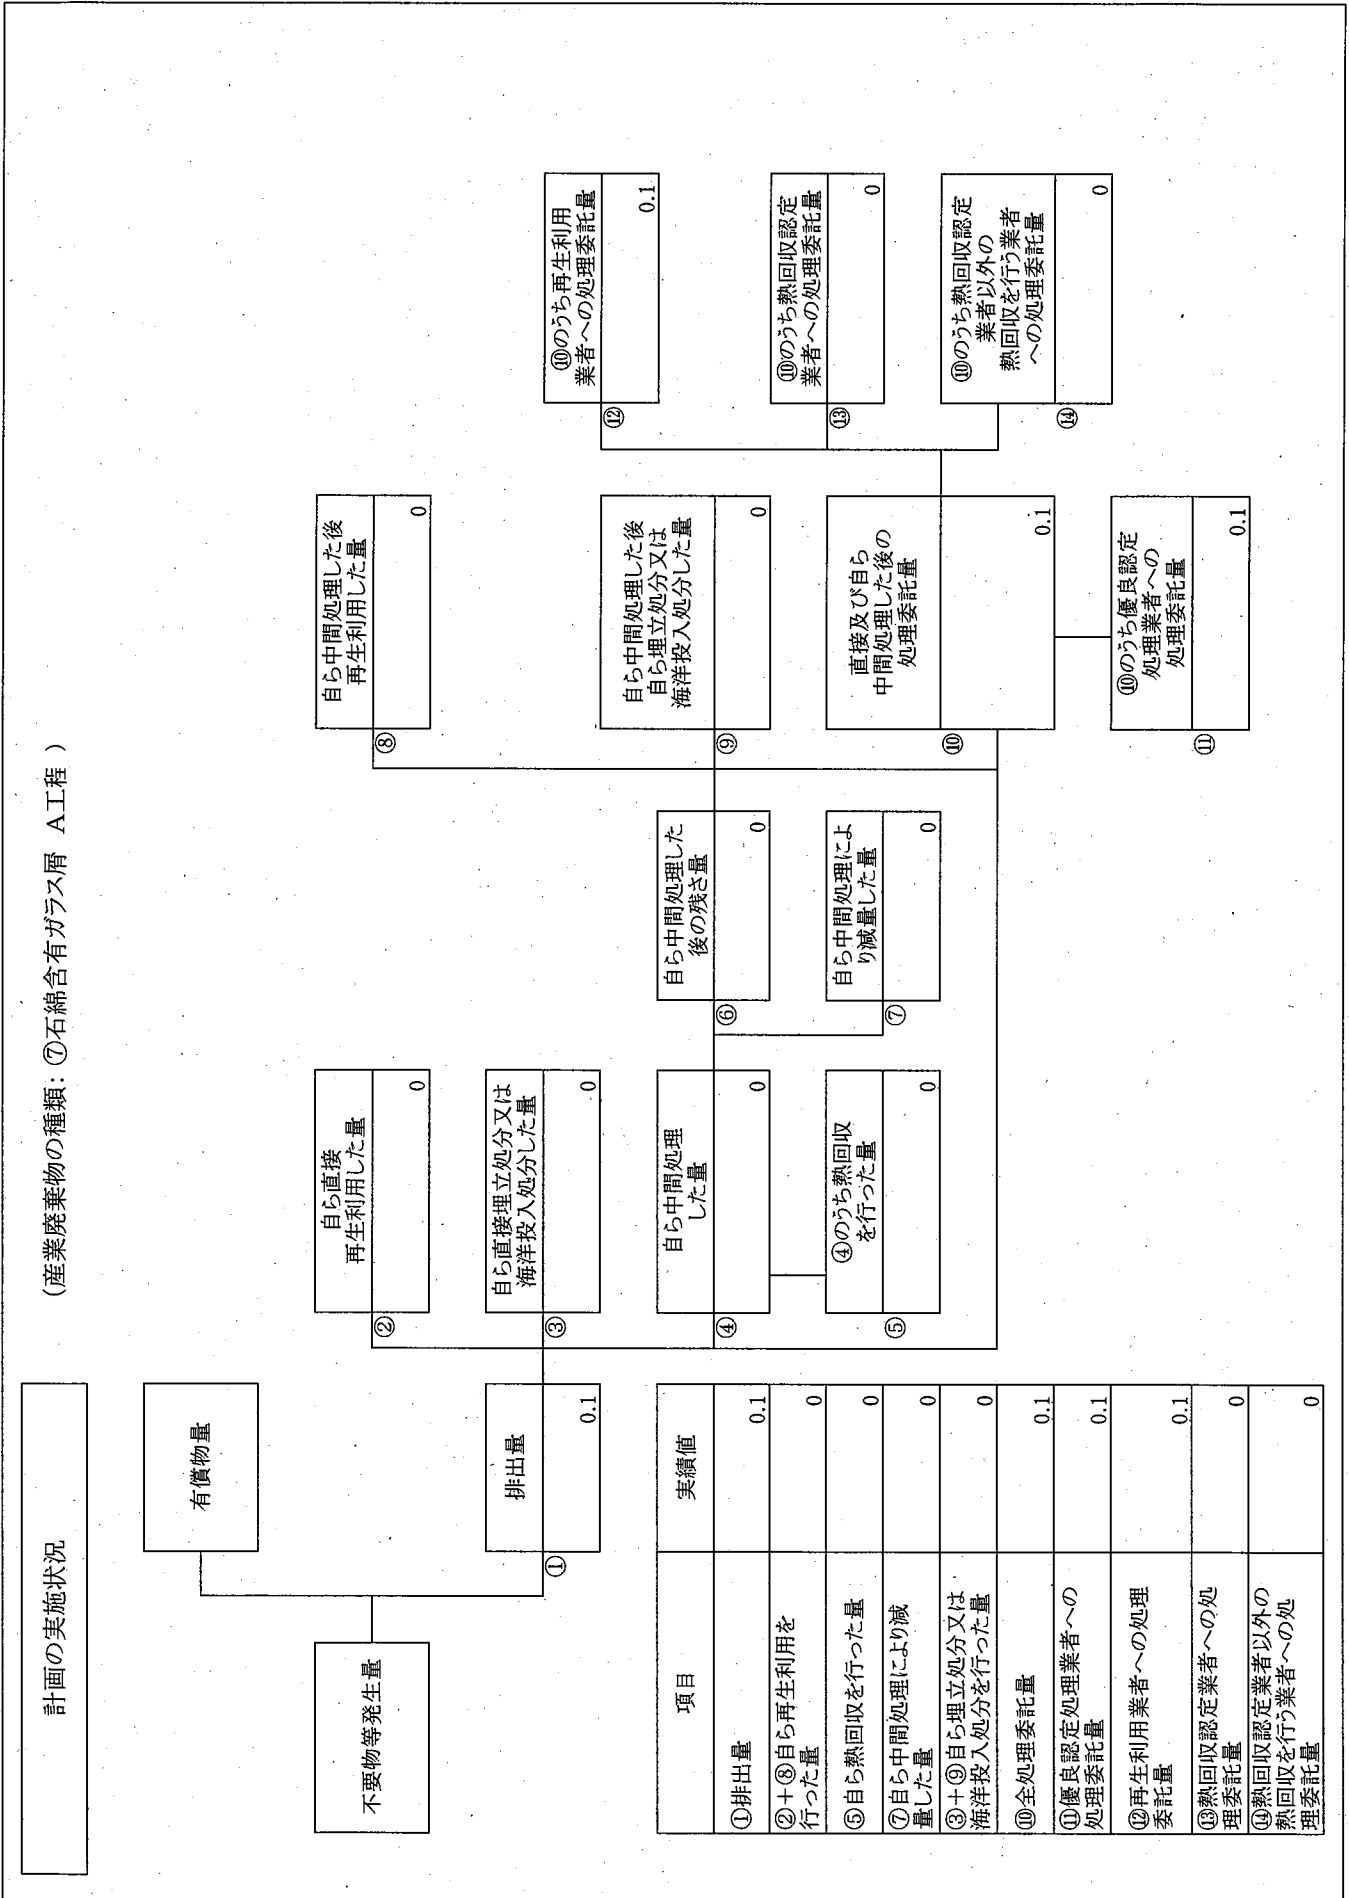 計画の実施状況
(産業廃棄物の種類:⑦石綿含有ガラス屑 A工程 )
不要物等発生量
有償物量
①
排出量
0.1
②
自ら直接
再生利用した量
0
③
自ら直接埋立処分又は
海洋投入処分した量
0
④
自ら中間処理
した量
0
⑤
④のうち熱回収
を行った量
0
⑥
自ら中間処理した
後の残さ量
0
⑦
自ら中間処理によ
り減量した量
0
⑧
自ら中間処理した後
再生利用した量
0
⑨
自ら中間処理した後
自ら埋立処分又は
海洋投入処分した量
0
⑩
直接及び自ら
中間処理した後の
処理委託量
0.1
⑪
⑩のうち優良認定
処理業者への
処理委託量
0.1
⑫
⑩のうち再生利用
業者への処理委託量
0.1
⑬
⑩のうち熱回収認定
業者への処理委託量
0
⑭
⑩のうち熱回収認定
業者以外の
熱回収を行う業者
への処理委託量
0
項目 実績値
①排出量 0.1
②+⑧自ら再生利用を
行った量 0
⑤自ら熱回収を行った量 0
⑦自ら中間処理により減
量した量 0
③+⑨自ら埋立処分又は
海洋投入処分を行った量 0
⑩全処理委託量 0.1
⑪優良認定処理業者への
処理委託量 0.1
⑫再生利用業者への処理
委託量 0.1
⑬熱回収認定業者への処
理委託量 0
⑭熱回収認定業者以外の
熱回収を行う業者への処
理委託量 0